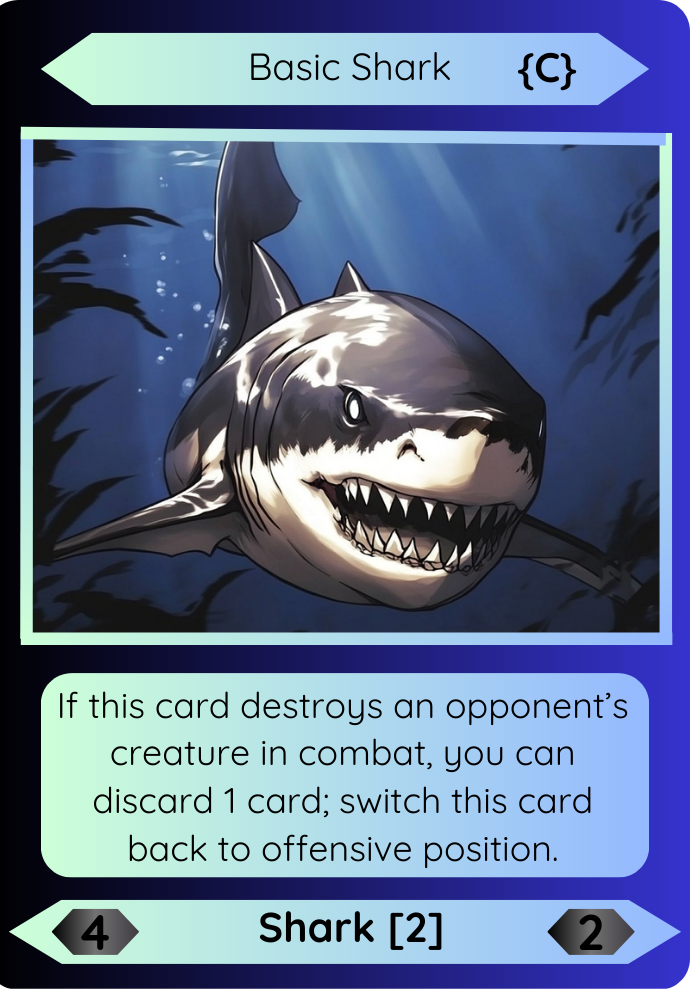 Basic Shark {C}
If this card destroys an opponent’s
creature in combat, you can
discard 1 card; switch this card
back to offensive position.
4 Shark [2] 2